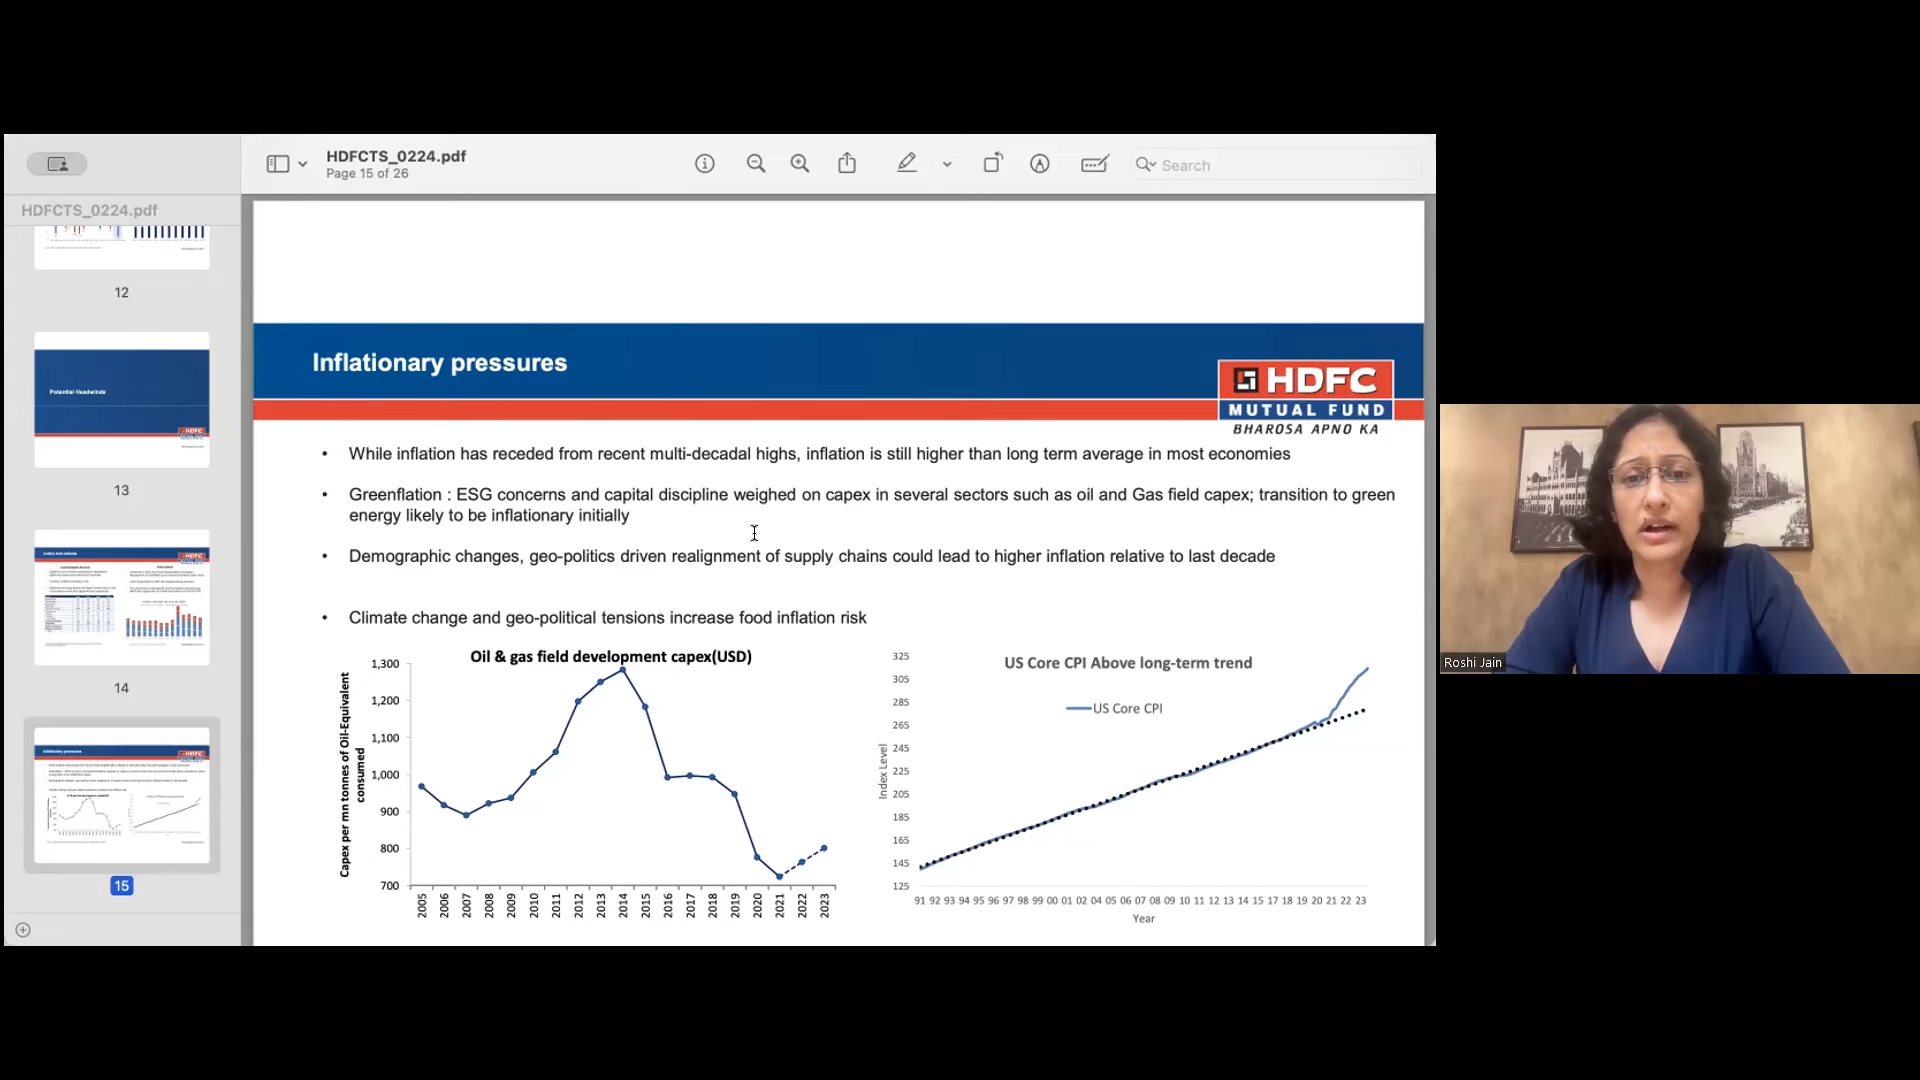 HDFCTS_0224.pdf
Page 15 of 26
Search
HDFCTS_0224.pdf
12
Potential Headwinds
13
14
15
Inflationary pressures
HDFC
MUTUAL FUND
BHAROSA APNO KA
• While inflation has receded from recent multi-decadal highs, inflation is still higher than long term average in most economies
• Greenflation : ESG concerns and capital discipline weighed on capex in several sectors such as oil and Gas field capex; transition to green
energy likely to be inflationary initially
• Demographic changes, geo-politics driven realignment of supply chains could lead to higher inflation relative to last decade
• Climate change and geo-political tensions increase food inflation risk
Oil & gas field development capex(USD)
Capex per mn tonnes of Oil-Equivalent
consumed
1,300
1,200
1,100
1,000
900
800
700
2005 2006 2007 2008 2009 2010 2011 2012 2013 2014 2015 2016 2017 2018 2019 2020 2021 2022 2023
US Core CPI Above long-term trend
US Core CPI
Index Level
325
305
285
265
245
225
205
185
165
145
125
91 92 93 94 95 96 97 98 99 00 01 02 04 05 06 07 08 09 10 11 12 13 14 15 17 18 19 20 21 22 23
Year
Roshi Jain